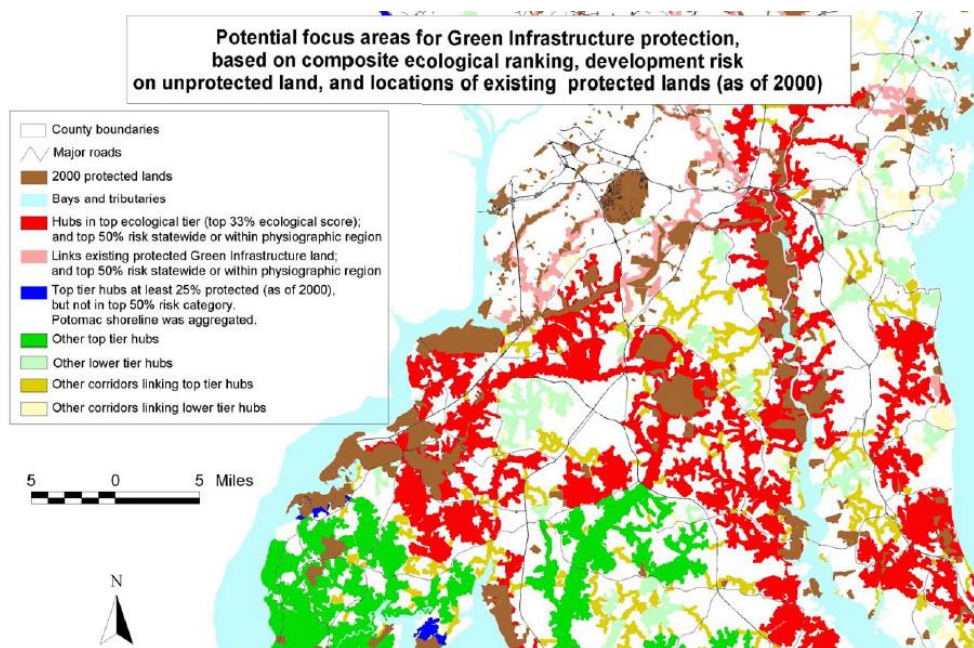 Potential focus areas for Green Infrastructure protection,
based on composite ecological ranking, development risk
on unprotected land, and locations of existing protected lands (as of 2000)
County boundaries
Major roads
2000 protected lands
Bays and tributaries
Hubs in top ecological tier (top 33% ecological score);
and top 50% risk statewide or within physiographic region
Links existing protected Green Infrastructure land;
and top 50% risk statewide or within physiographic region
Top tier hubs at least 25% protected (as of 2000),
but not in top 50% risk category.
Potomac shoreline was aggregated.
Other top tier hubs
Other lower tier hubs
Other corridors linking top tier hubs
Other corridors linking lower tier hubs
5 0 5 Miles
N